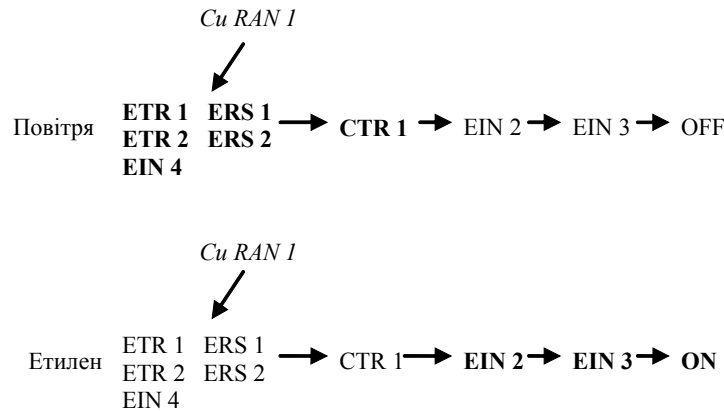 Cu RAN 1
Повітря ETR 1 ERS 1 CTR 1 EIN 2 EIN 3 OFF
ETR 2 ERS 2
EIN 4
Cu RAN 1
Етилен ETR 1 ERS 1 CTR 1 EIN 2 EIN 3 ON
ETR 2 ERS 2
EIN 4